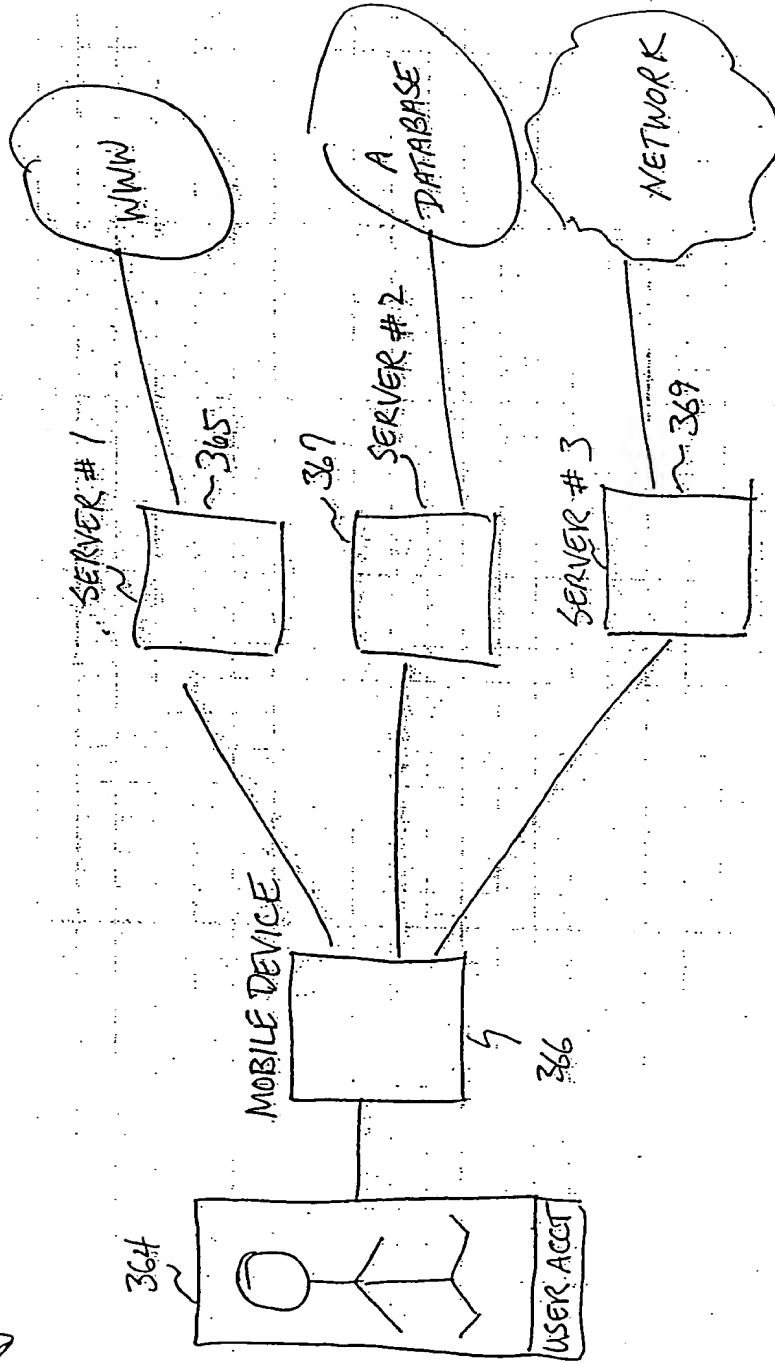 364
USER ACCT
MOBILE DEVICE
366
SERVER #1
365
367
SERVER #2
SERVER #3
369
WWW
A
DATABASE
NETWORK